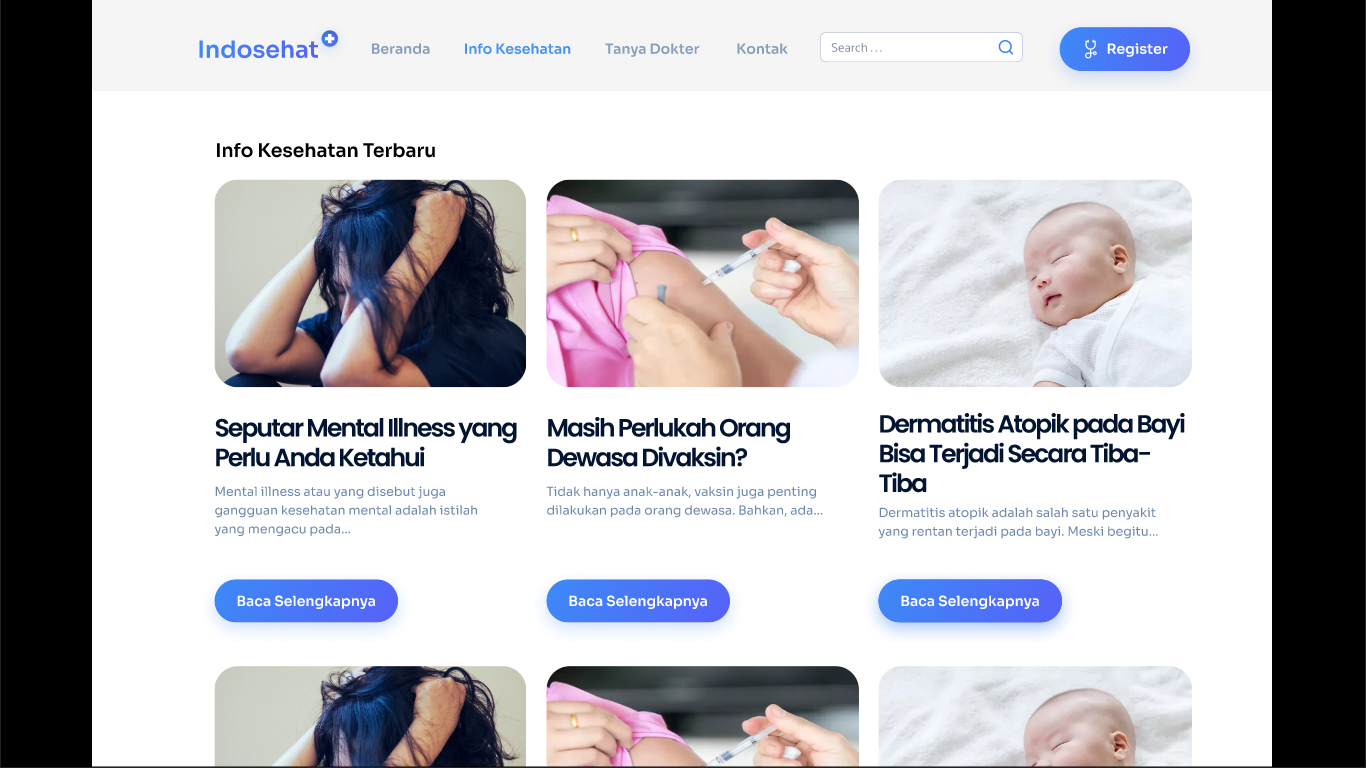 Indosehat
Beranda
Info Kesehatan
Tanya Dokter
Kontak
Search . . .
Register
Info Kesehatan Terbaru
Seputar Mental Illness yang
Perlu Anda Ketahui
Mental illness atau yang disebut juga
gangguan kesehatan mental adalah istilah
yang mengacu pada...
Baca Selengkapnya
Masih Perlukah Orang
Dewasa Divaksin?
Tidak hanya anak-anak, vaksin juga penting
dilakukan pada orang dewasa. Bahkan, ada...
Baca Selengkapnya
Dermatitis Atopik pada Bayi
Bisa Terjadi Secara Tiba-
Tiba
Dermatitis atopik adalah salah satu penyakit
yang rentan terjadi pada bayi. Meski begitu...
Baca Selengkapnya